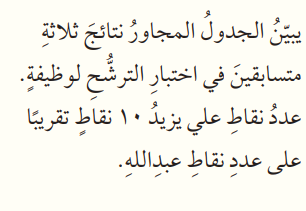 يبيّنُ الجدولُ المجاورُ نتائجَ ثلاثةِ
متسابقينَ في اختبارِ الترشُّحِ لوظيفةٍ.
عددُ نقاطِ علي يزيدُ ١٠ نقاطٍ تقريبًا
على عددِ نقاطِ عبدِاللهِ.